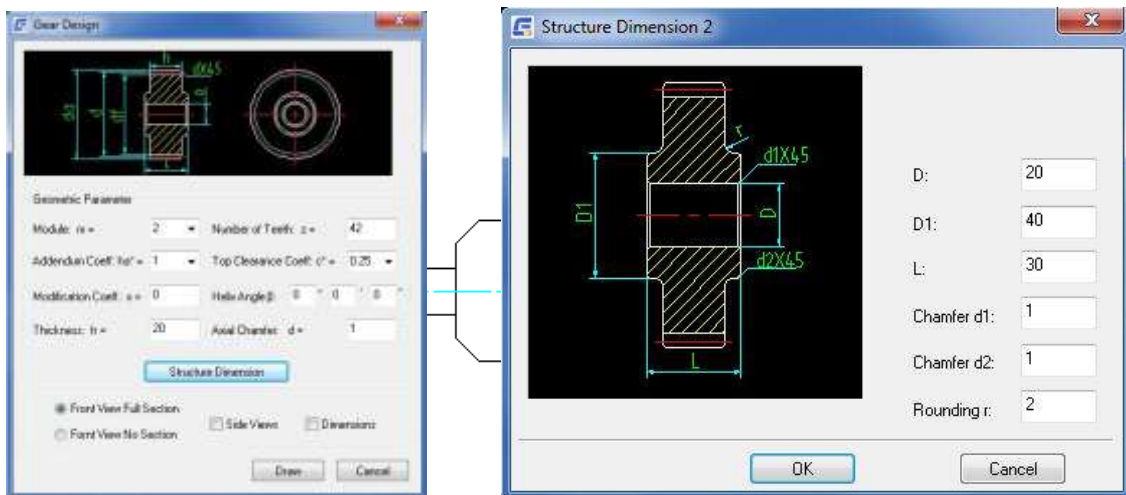 Gear Design
h
dX45
da
d
df
D
L
Geometric Parameter
Module: m = 2 Number of Teeth: z = 42
Addendum Coeff: ha* = 1 Top Clearance Coeff: c* = 0.25
Modification Coeff: x = 0 Helix Angle β: 0 ° 0 ' 0 "
Thickness: h = 20 Axial Chamfer: d = 1
Structure Dimension
Front View Full Section
Side Views Dimensions
Fornt View No Section
Draw Cancel
Structure Dimension 2
r
d1X45
D1
D
d2X45
L
D: 20
D1: 40
L: 30
Chamfer d1: 1
Chamfer d2: 1
Rounding r: 2
OK Cancel